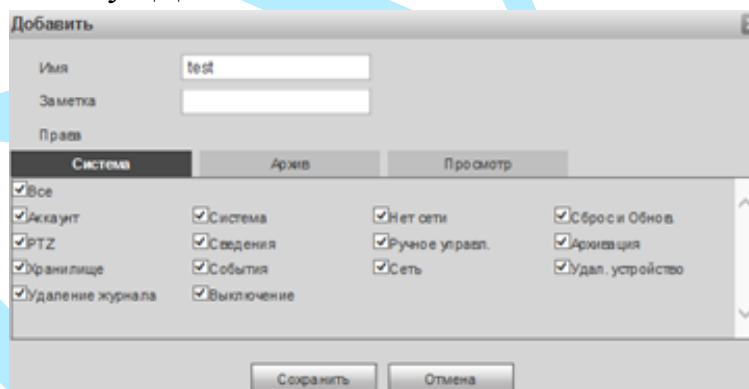 Добавить
Имя test
Заметка
Права
Система Архив Просмотр
Все
Аккаунт Система Нет сети Сброс и Обнов.
PTZ Сведения Ручное управл. Архивация
Хранилище События Сеть Удал. устройство
Удаление журнала Выключение
Сохранить Отмена